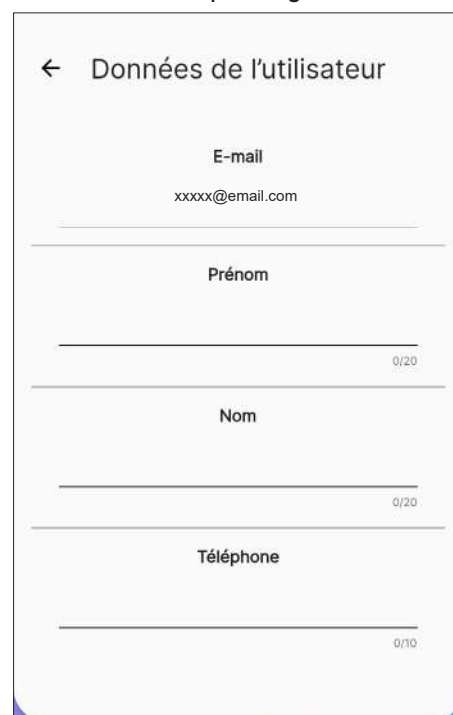 ← Données de l'utilisateur
E-mail
xxxxx@email.com
Prénom
0/20
Nom
0/20
Téléphone
0/10